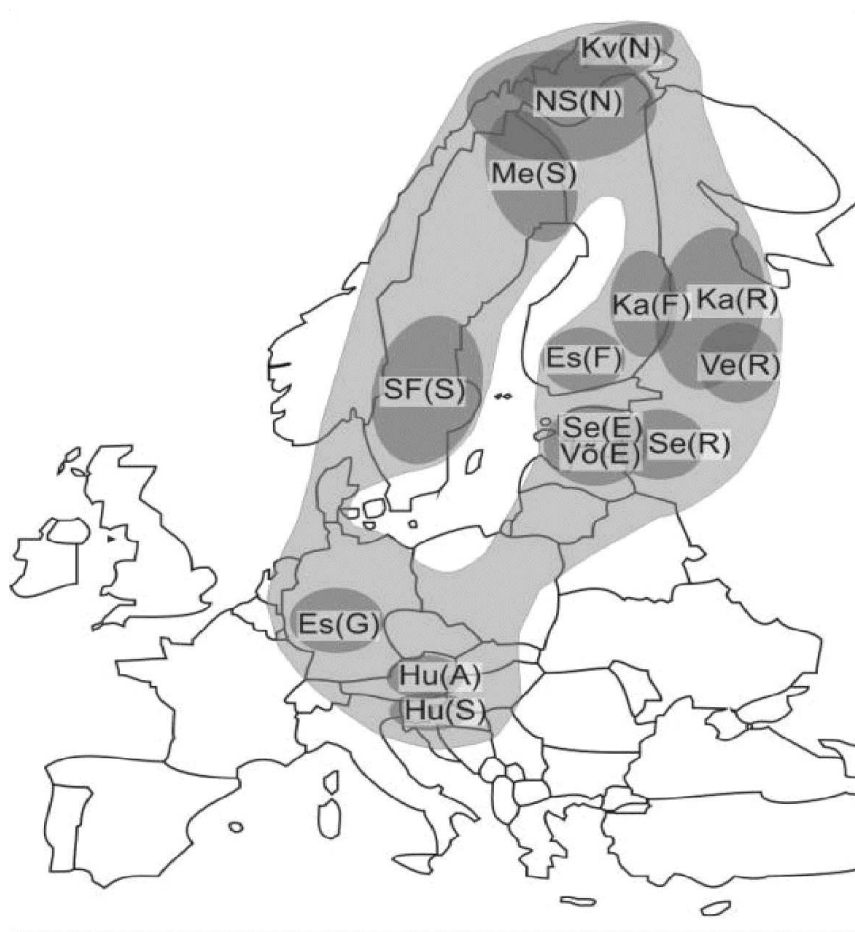 Kv(N)
NS(N)
Me(S)
Ka(F)
Ka(R)
Es(F)
Ve(R)
SF(S)
Se(E)
Võ(E)
Se(R)
Es(G)
Hu(A)
Hu(S)